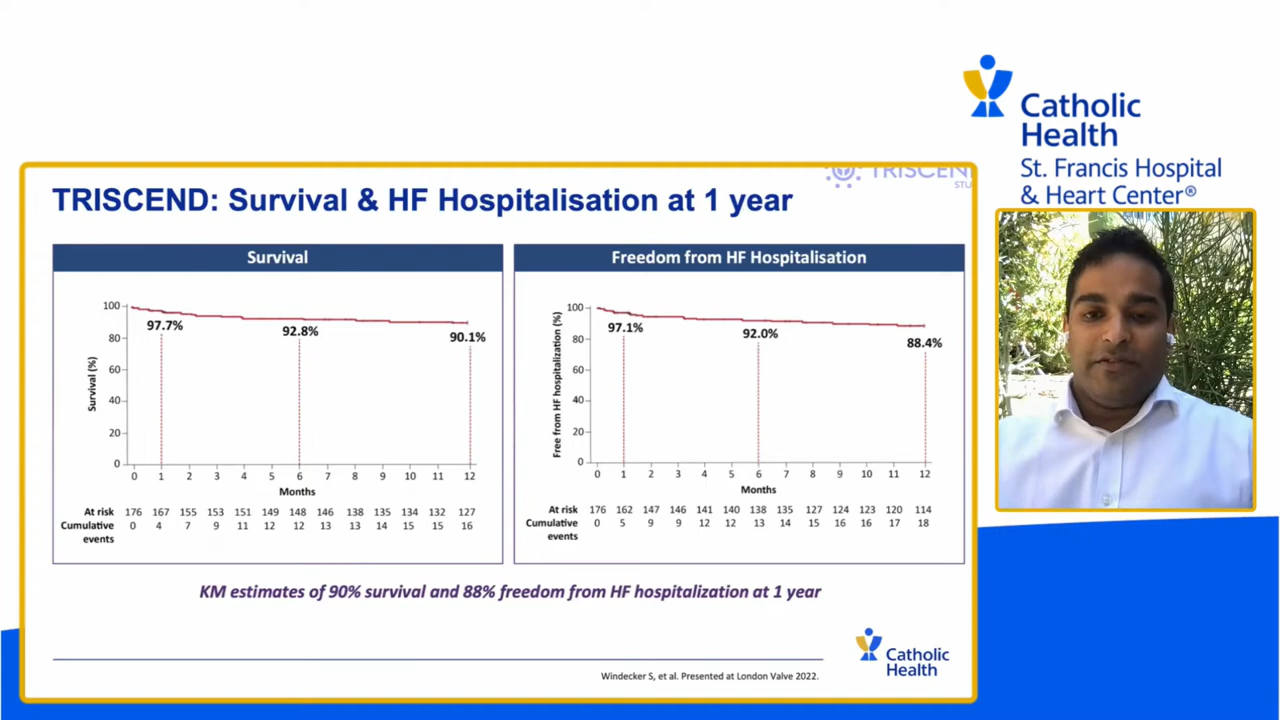 Catholic
Health
St. Francis Hospital
& Heart Center®
TRISCEND: Survival & HF Hospitalisation at 1 year
Survival
Survival (%)
100
80
60
40
20
0
97.7%
92.8%
90.1%
0 1 2 3 4 5 6 7 8 9 10 11 12
Months
At risk 176 167 155 153 151 149 148 146 138 135 134 132 127
Cumulative events 0 4 7 9 11 12 12 13 13 14 15 15 16
Freedom from HF Hospitalisation
Free from HF hospitalization (%)
100
80
60
40
20
0
97.1%
92.0%
88.4%
0 1 2 3 4 5 6 7 8 9 10 11 12
Months
At risk 176 162 147 146 141 140 138 135 127 124 123 120 114
Cumulative events 0 5 9 9 12 12 13 14 15 16 16 17 18
KM estimates of 90% survival and 88% freedom from HF hospitalization at 1 year
Catholic
Health
Windecker S, et al. Presented at London Valve 2022.